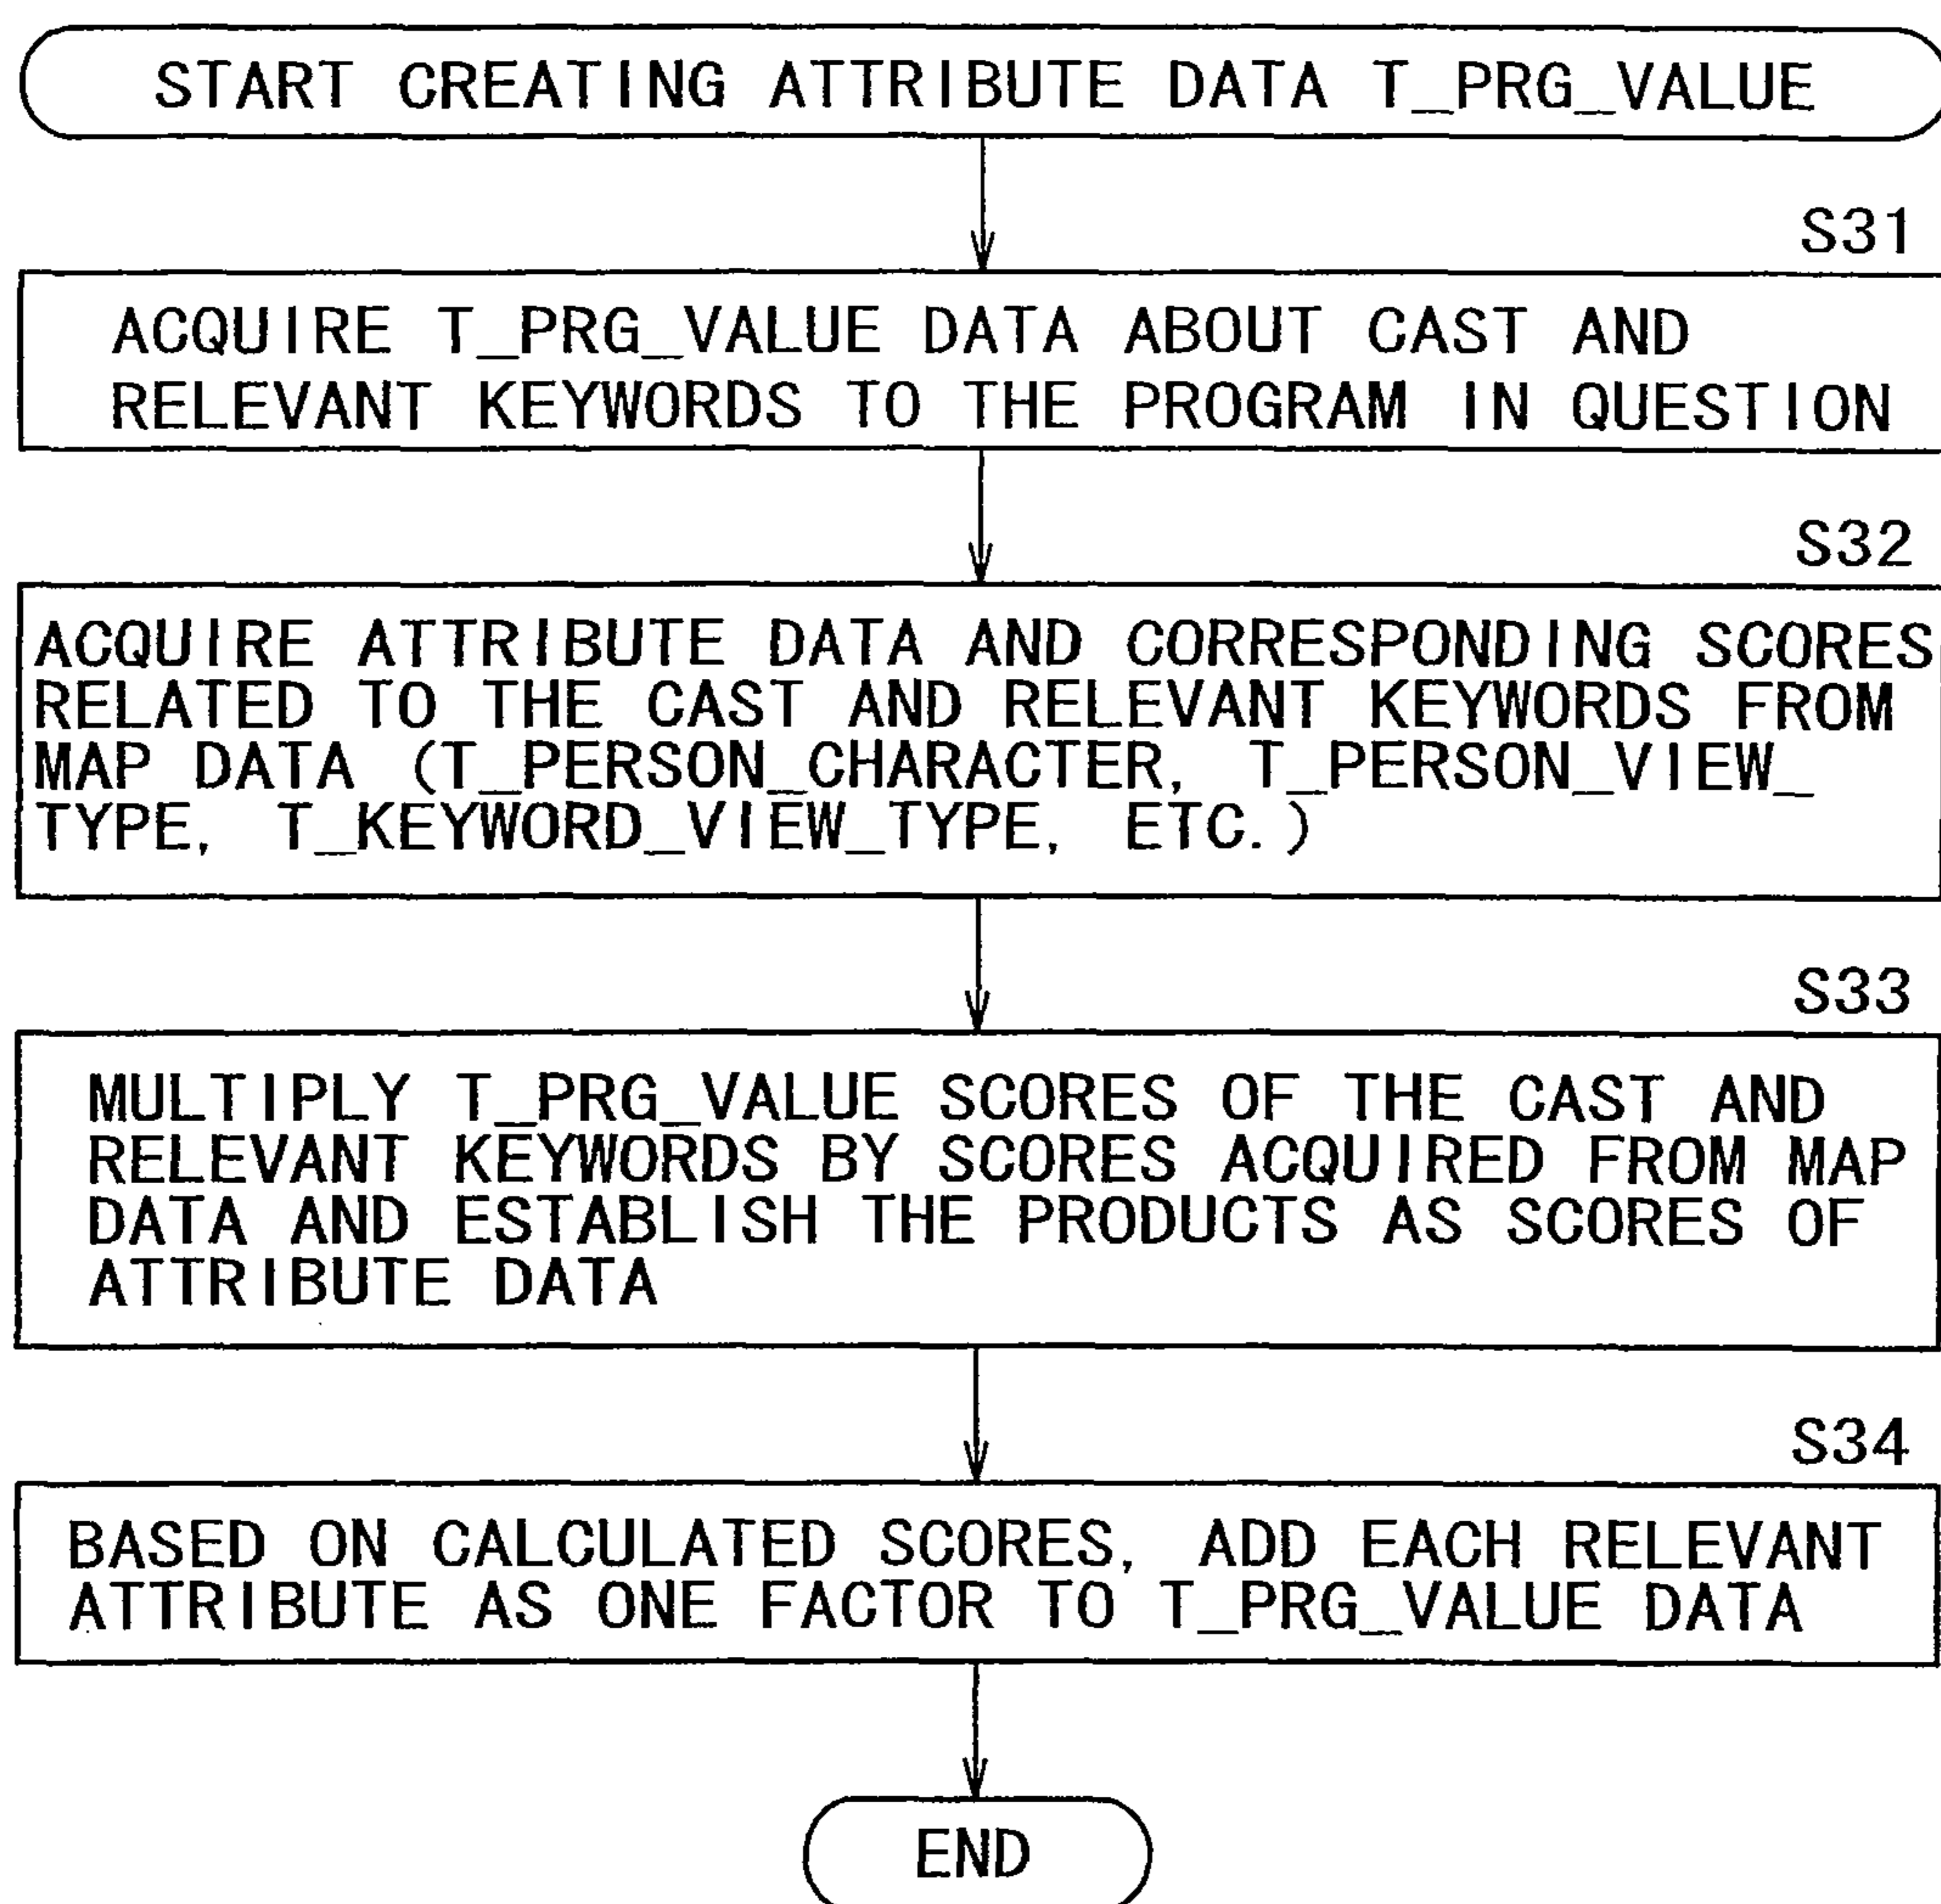 START CREATING ATTRIBUTE DATA T_PRG_VALUE
S31
ACQUIRE T_PRG_VALUE DATA ABOUT CAST AND
RELEVANT KEYWORDS TO THE PROGRAM IN QUESTION
S32
ACQUIRE ATTRIBUTE DATA AND CORRESPONDING SCORES
RELATED TO THE CAST AND RELEVANT KEYWORDS FROM
MAP DATA (T_PERSON_CHARACTER, T_PERSON_VIEW_
TYPE, T_KEYWORD_VIEW_TYPE, ETC.)
S33
MULTIPLY T_PRG_VALUE SCORES OF THE CAST AND
RELEVANT KEYWORDS BY SCORES ACQUIRED FROM MAP
DATA AND ESTABLISH THE PRODUCTS AS SCORES OF
ATTRIBUTE DATA
S34
BASED ON CALCULATED SCORES, ADD EACH RELEVANT
ATTRIBUTE AS ONE FACTOR TO T_PRG_VALUE DATA
END